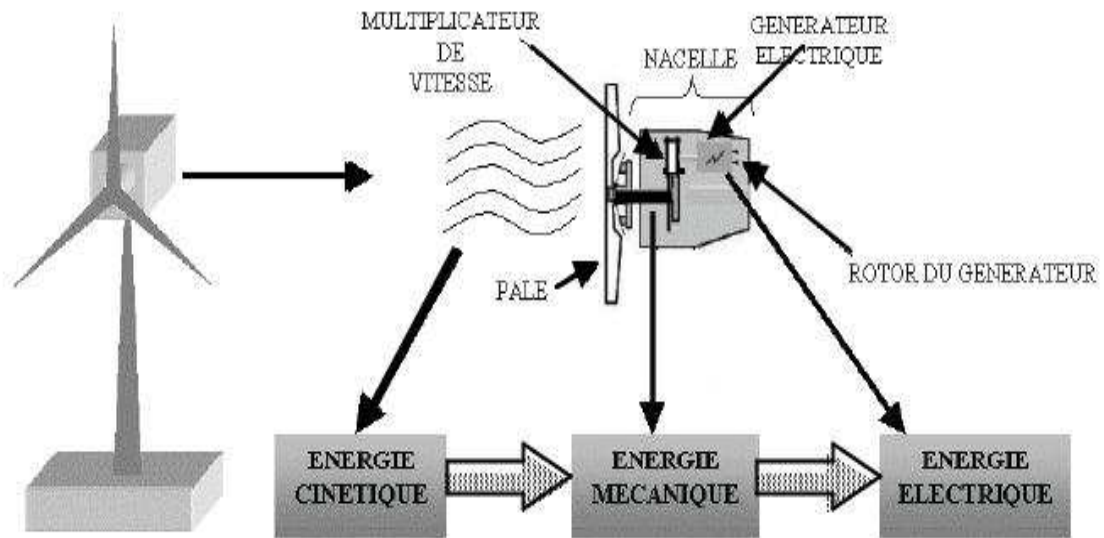 MULTIPLICATEUR
DE
VITESSE
GENERATEUR
ELECTRIQUE
NACELLE
PALE
ROTOR DU GENERATEUR
ENERGIE
CINETIQUE
ENERGIE
MECANIQUE
ENERGIE
ELECTRIQUE